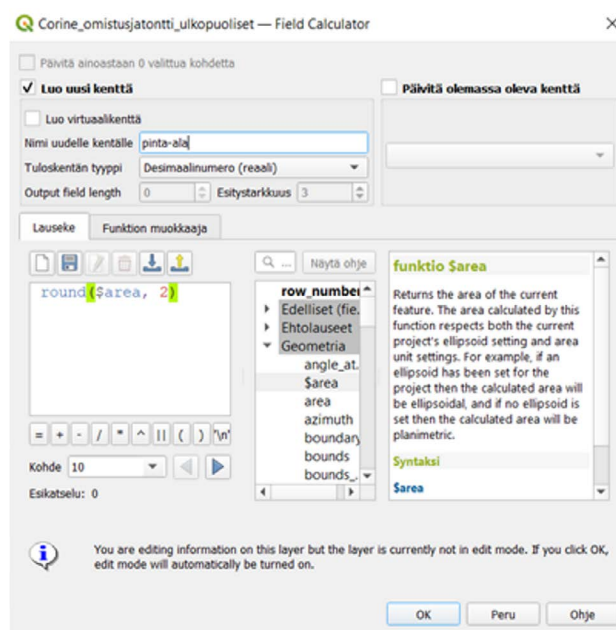 Corine_omistusjatontti_ulkopuoliset — Field Calculator
Päivitä ainoastaan 0 valittua kohdetta
Luo uusi kenttä
Päivitä olemassa oleva kenttä
Luo virtuaalikenttä
Nimi uudelle kentälle pinta-ala
Tuloskentän tyyppi Desimaalinumero (reaali)
Output field length 0 Esitystarkkuus 3
Lauseke Funktion muokkaaja
round($area, 2)
= + - / * ^ || ( ) '\n'
Kohde 10
Esikatselu: 0
... Näytä ohje
row_number
Edelliset (fie...
Ehtolauseet
Geometria
angle_at...
$area
area
azimuth
boundary
bounds
bounds_...
funktio $area
Returns the area of the current
feature. The area calculated by this
function respects both the current
project's ellipsoid setting and area
unit settings. For example, if an
ellipsoid has been set for the
project then the calculated area will
be ellipsoidal, and if no ellipsoid is
set then the calculated area will be
planimetric.
Syntaksi
$area
You are editing information on this layer but the layer is currently not in edit mode. If you click OK,
edit mode will automatically be turned on.
OK Peru Ohje